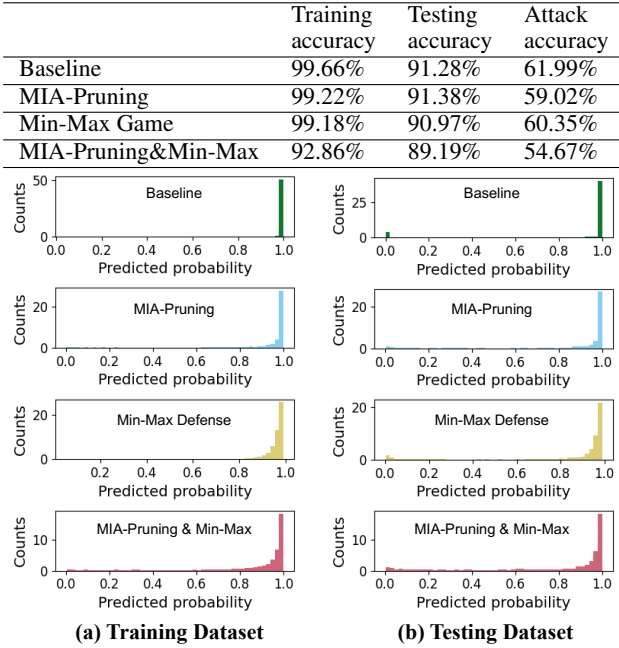 Training Testing Attack
accuracy accuracy accuracy
Baseline 99.66% 91.28% 61.99%
MIA-Pruning 99.22% 91.38% 59.02%
Min-Max Game 99.18% 90.97% 60.35%
MIA-Pruning&Min-Max 92.86% 89.19% 54.67%
50
Baseline
Counts
0
0.0 0.2 0.4 0.6 0.8 1.0
Predicted probability
Baseline
25
Counts
0
0.0 0.2 0.4 0.6 0.8 1.0
Predicted probability
MIA-Pruning
20
Counts
0
0.0 0.2 0.4 0.6 0.8 1.0
Predicted probability
MIA-Pruning
20
Counts
0
0.0 0.2 0.4 0.6 0.8 1.0
Predicted probability
Min-Max Defense
20
Counts
0
0.2 0.4 0.6 0.8 1.0
Predicted probability
Min-Max Defense
20
Counts
0
0.0 0.2 0.4 0.6 0.8 1.0
Predicted probability
MIA-Pruning & Min-Max
10
Counts
0
0.0 0.2 0.4 0.6 0.8 1.0
Predicted probability
MIA-Pruning & Min-Max
10
Counts
0
0.0 0.2 0.4 0.6 0.8 1.0
Predicted probability
(a) Training Dataset
(b) Testing Dataset